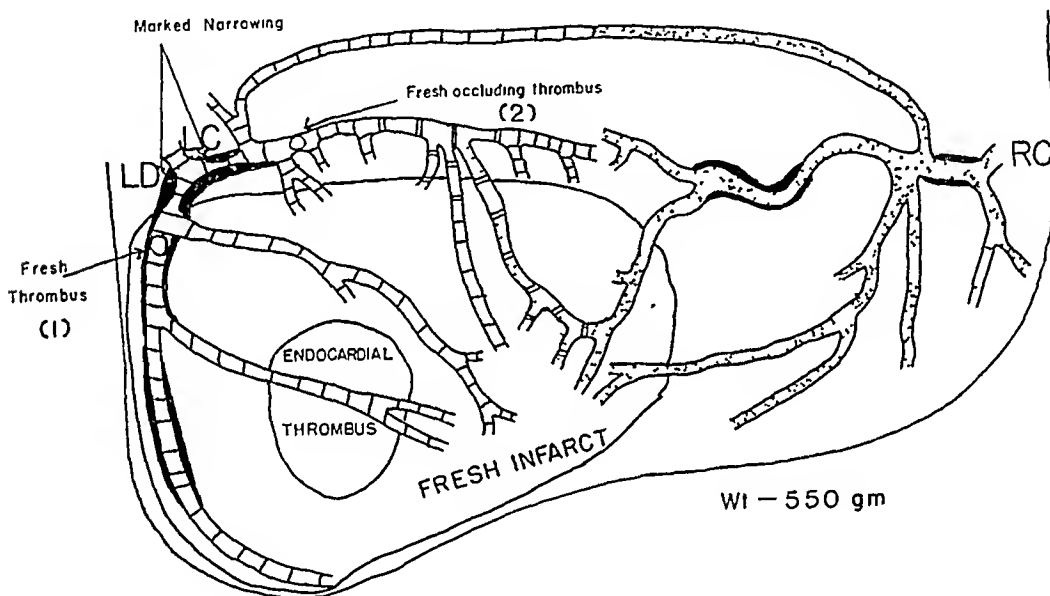 Marked Narrowing
LC
Fresh occluding thrombus
(2)
LD
RC
Fresh
Thrombus
(1)
ENDOCARDIAL
THROMBUS
FRESH INFARCT
Wt – 550 gm